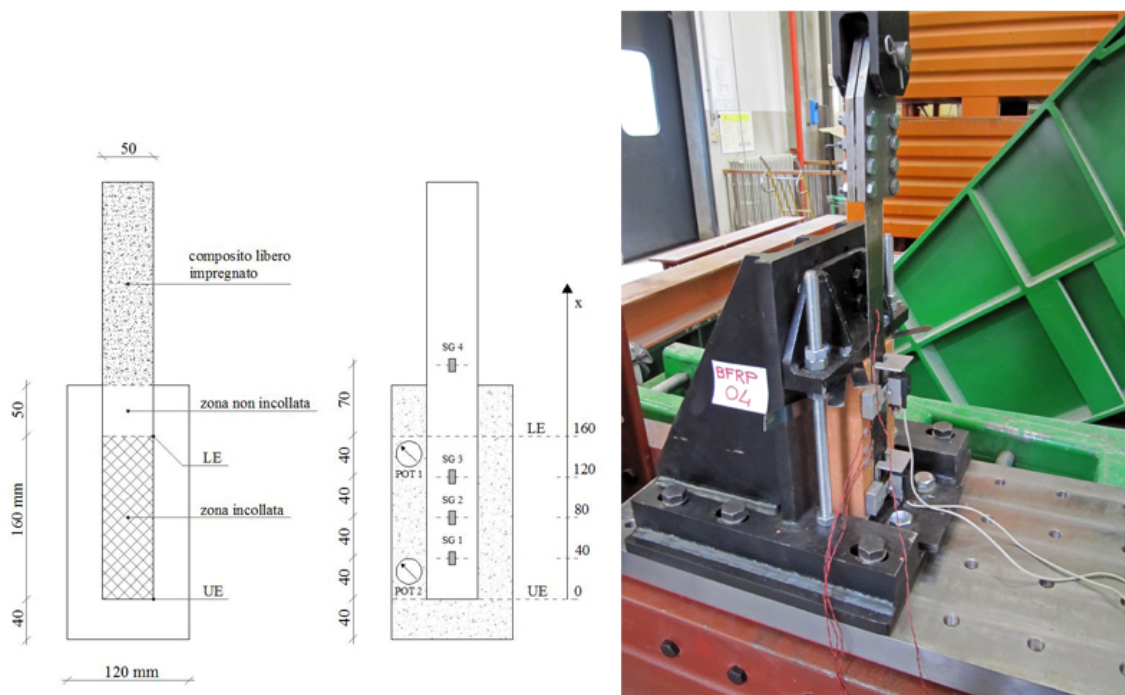 50
composito libero
impregnato
50
zona non incollata
LE
160 mm
zona incollata
UE
40
120 mm
x
SG 4
70
LE
160
40
POT 1
SG 3
120
40
SG 2
80
40
SG 1
40
40
POT 2
UE
0
40
BFRP
04